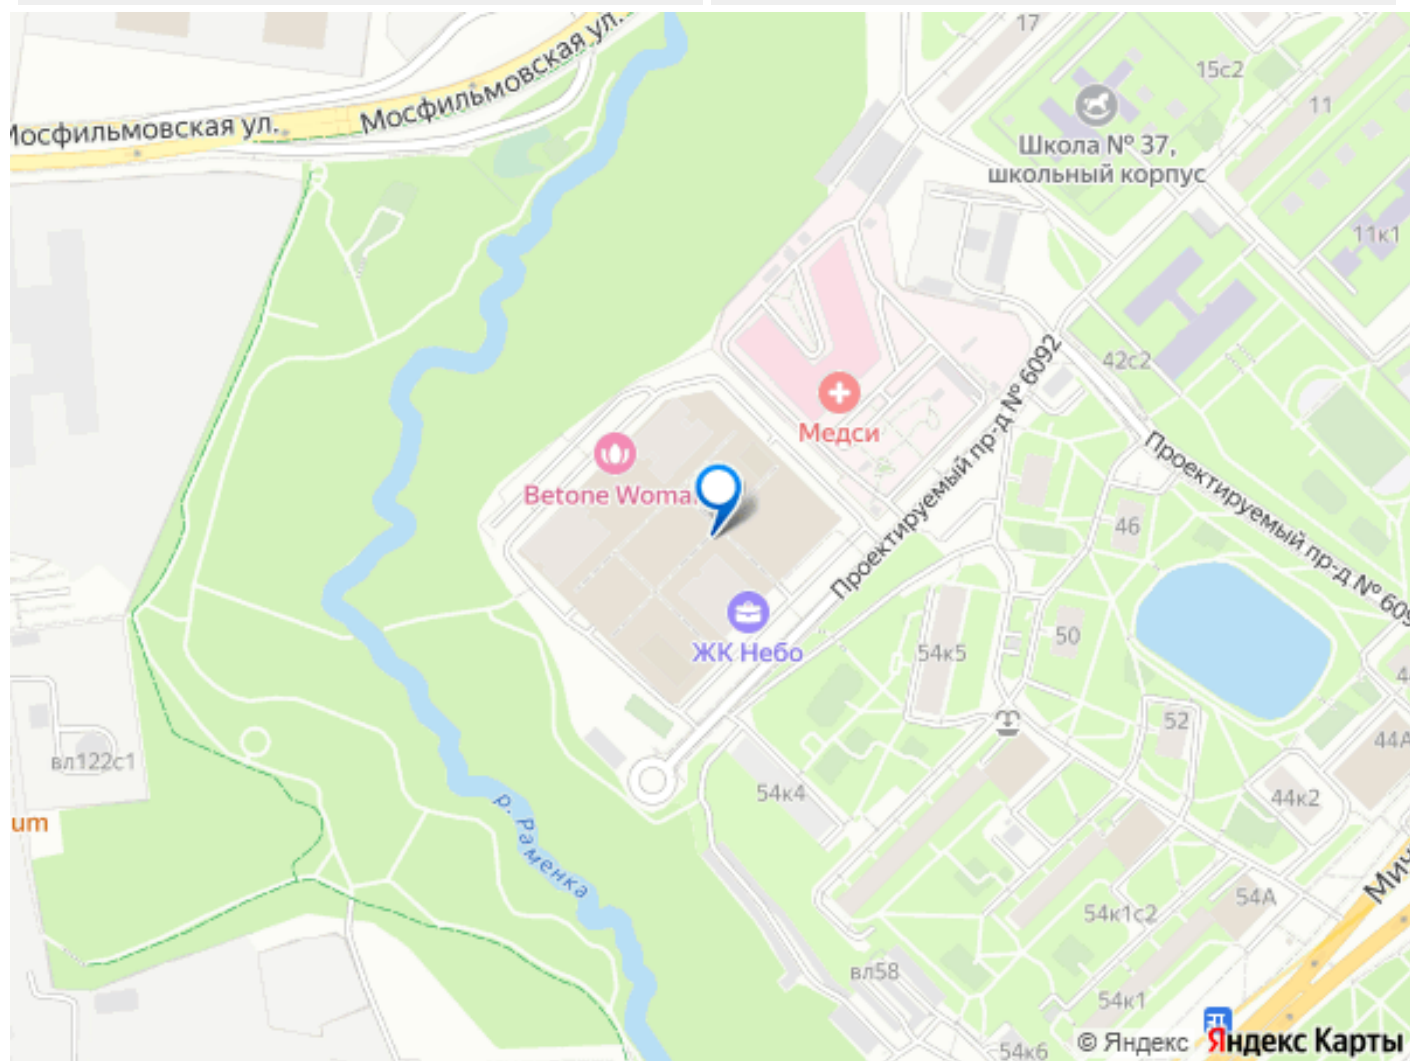 17
15с2
Мосфильмовская ул.
Мосфильмовская ул.
11
Школа № 37,
школьный корпус
11к1
42с2
Медси
Проектируемый пр-д № 6092
Betone Woma
Проектируемый пр-д № 609
46
50
ЖК Небо
54к5
52
44А
вл122с1
54к4
44к2
um
р. Раменка
Мич
54А
54к1с2
вл58
54к1
54к6
© Яндекс Яндекс Карты